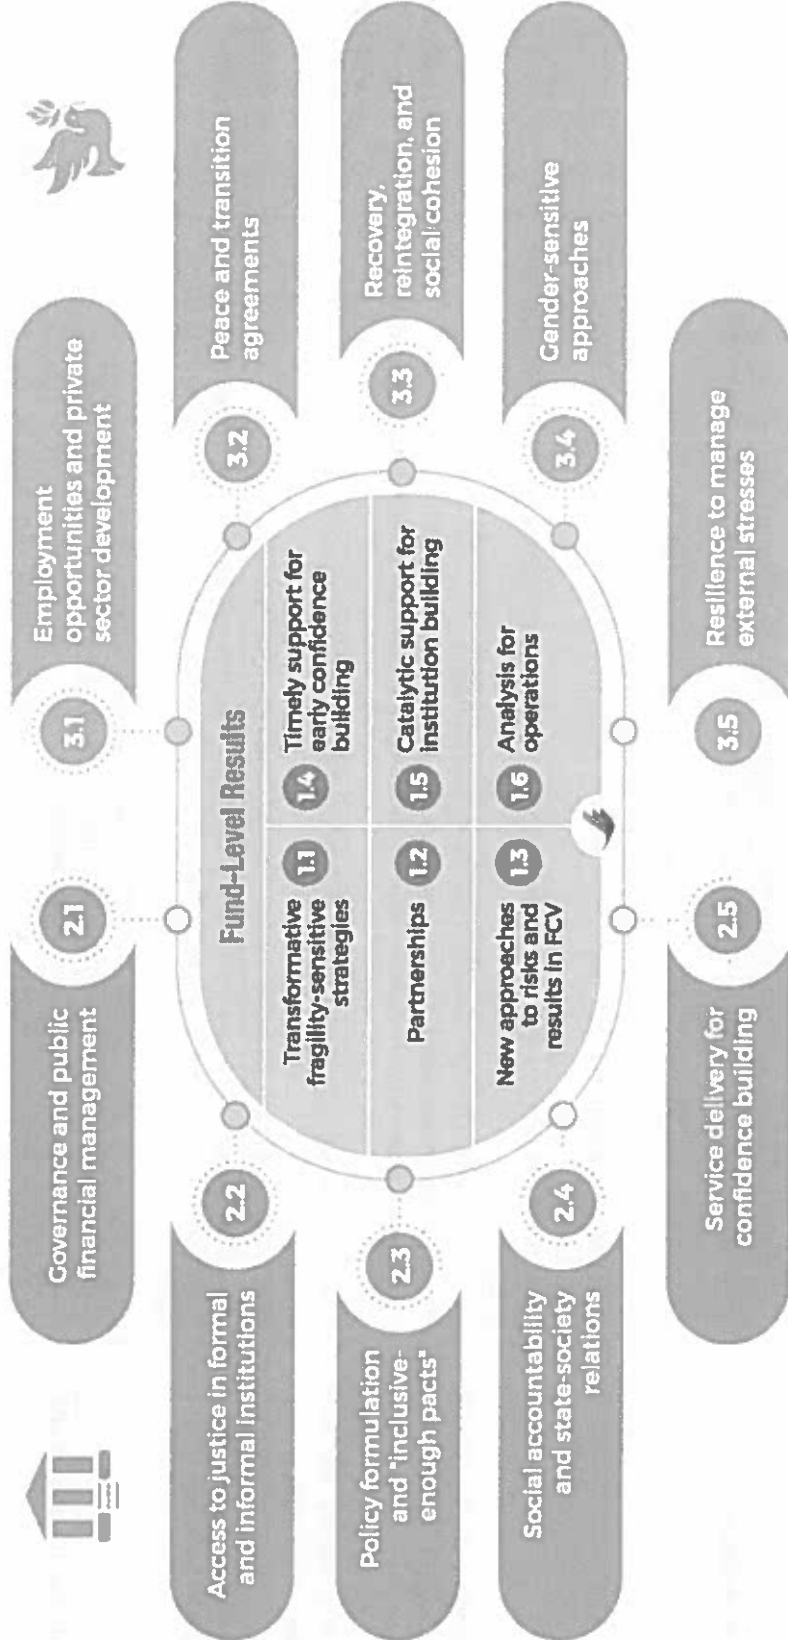 Governance and public
financial management
2.1
Access to justice in formal
and informal institutions
2.2
Policy formulation
and "inclusive-
enough pacts"
2.3
Social accountability
and state-society
relations
2.4
Service delivery for
confidence building
2.5
Fund-Level Results
Transformative
fragility-sensitive
strategies
1.1
Partnerships
1.2
New approaches
to risks and
results in FCV
1.3
1.4
Timely support for
early confidence
building
1.5
Catalytic support for
institution building
1.6
Analysis for
operations
3.1
Employment
opportunities and private
sector development
3.2
Peace and transition
agreements
3.3
Recovery,
reintegration, and
social cohesion
3.4
Gender-sensitive
approaches
3.5
Resilience to manage
external stresses